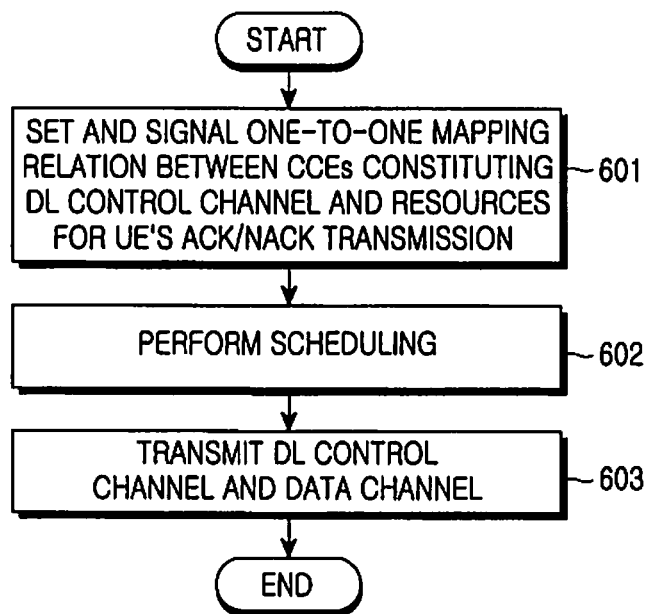 START
SET AND SIGNAL ONE-TO-ONE MAPPING
RELATION BETWEEN CCEs CONSTITUTING
DL CONTROL CHANNEL AND RESOURCES
FOR UE'S ACK/NACK TRANSMISSION
601
PERFORM SCHEDULING
602
TRANSMIT DL CONTROL
CHANNEL AND DATA CHANNEL
603
END